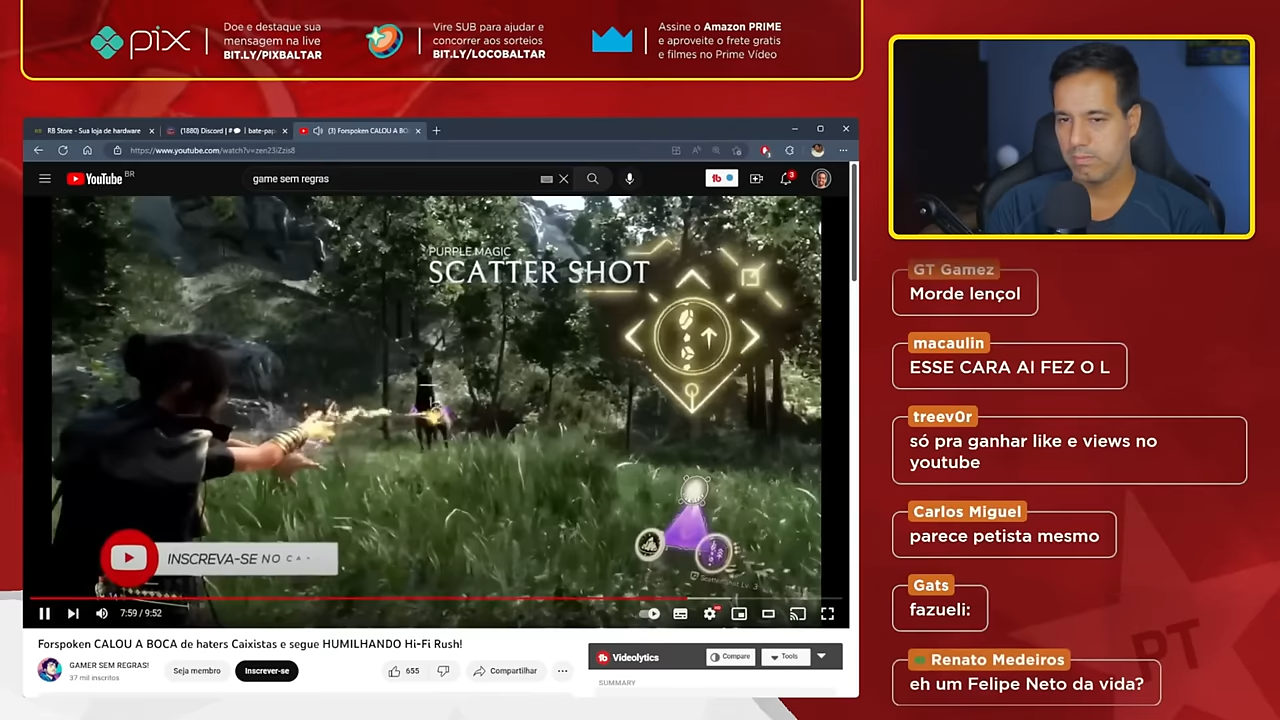 pix
Doe e destaque sua
mensagem na live
BIT.LY/PIXBALTAR
Vire SUB para ajudar e
concorrer aos sorteios
BIT.LY/LOCOBALTAR
Assine o Amazon PRIME
e aproveite o frete gratis
e filmes no Prime Vídeo
RB Store - Sua loja de hardware
(1880) Discord | #
bate-pap
(3) Forspoken CALOU A BO
https://www.youtube.com/watch?v=zen23iZzis8
YouTube BR
game sem regras
3
PURPLE MAGIC
SCATTER SHOT
INSCREVA-SE NO CA
7:59 / 9:52
Forspoken CALOU A BOCA de haters Caixistas e segue HUMILHANDO Hi-Fi Rush!
GAMER SEM REGRAS!
37 mil inscritos
Seja membro
Inscrever-se
655
Compartilhar
Videolytics
Compare
Tools
SUMMARY
GT Gamez
Morde lençol
macaulin
ESSE CARA AI FEZ O L
treev0r
só pra ganhar like e views no
youtube
Carlos Miguel
parece petista mesmo
Gats
fazueli:
Renato Medeiros
eh um Felipe Neto da vida?
PT